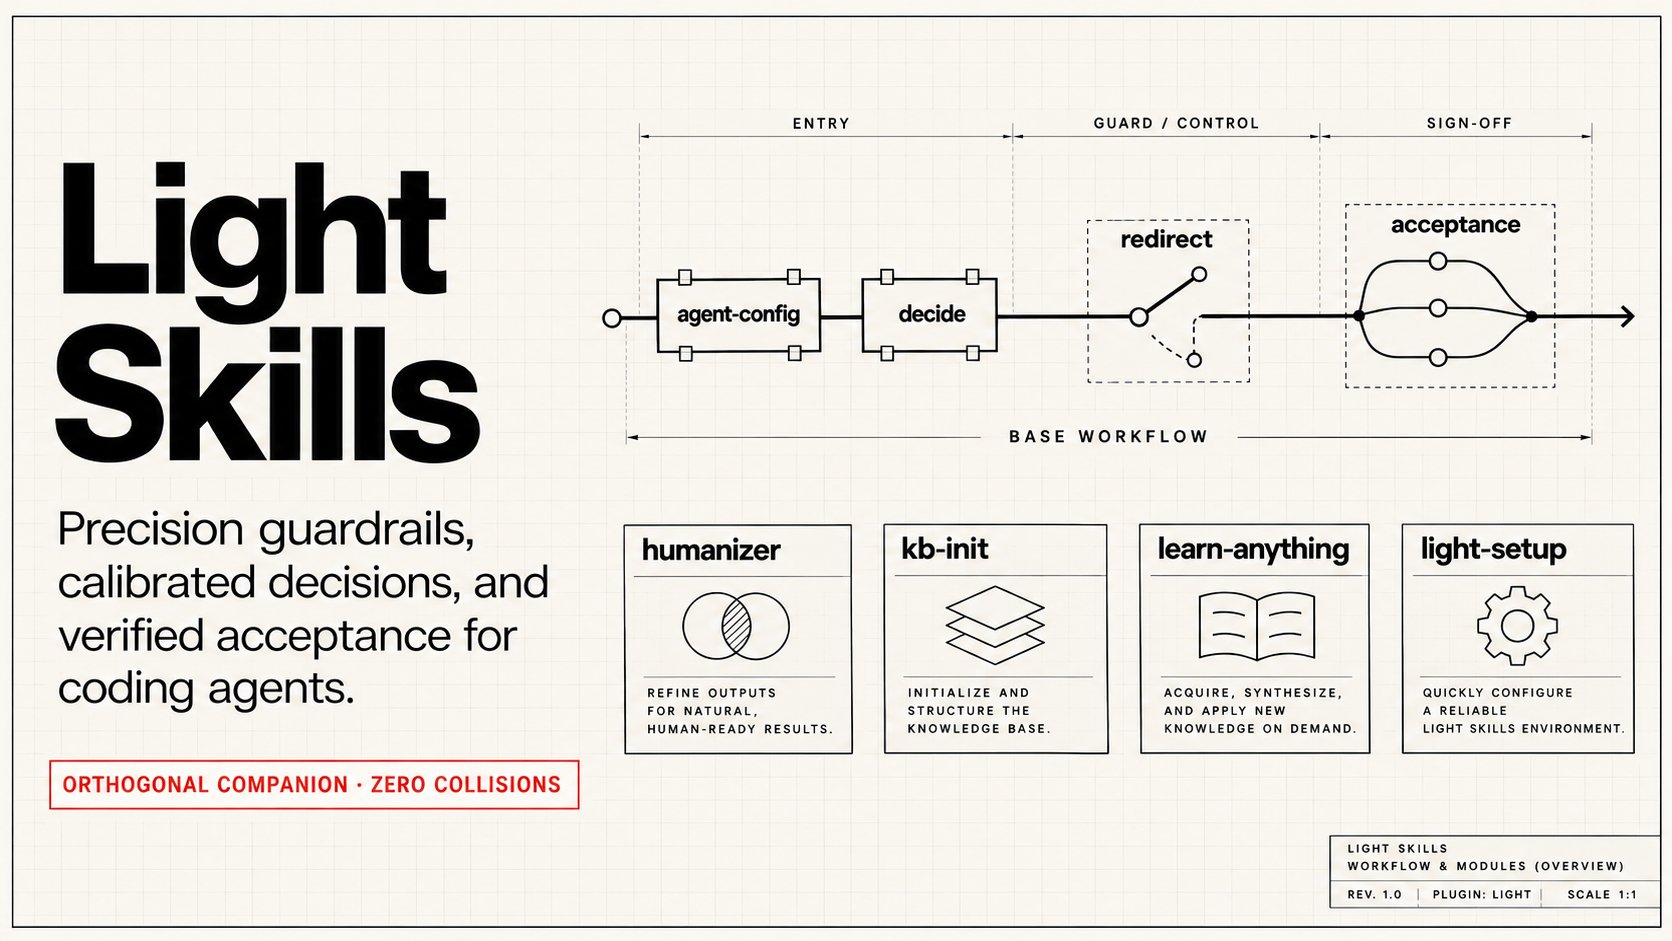 Light
Skills
Precision guardrails,
calibrated decisions, and
verified acceptance for
coding agents.
ORTHOGONAL COMPANION · ZERO COLLISIONS
ENTRY
GUARD / CONTROL
SIGN-OFF
agent-config
decide
redirect
acceptance
BASE WORKFLOW
humanizer
REFINE OUTPUTS
FOR NATURAL,
HUMAN-READY RESULTS.
kb-init
INITIALIZE AND
STRUCTURE THE
KNOWLEDGE BASE.
learn-anything
ACQUIRE, SYNTHESIZE,
AND APPLY NEW
KNOWLEDGE ON DEMAND.
light-setup
QUICKLY CONFIGURE
A RELIABLE
LIGHT SKILLS ENVIRONMENT.
LIGHT SKILLS
WORKFLOW & MODULES (OVERVIEW)
REV. 1.0 | PLUGIN: LIGHT | SCALE 1:1